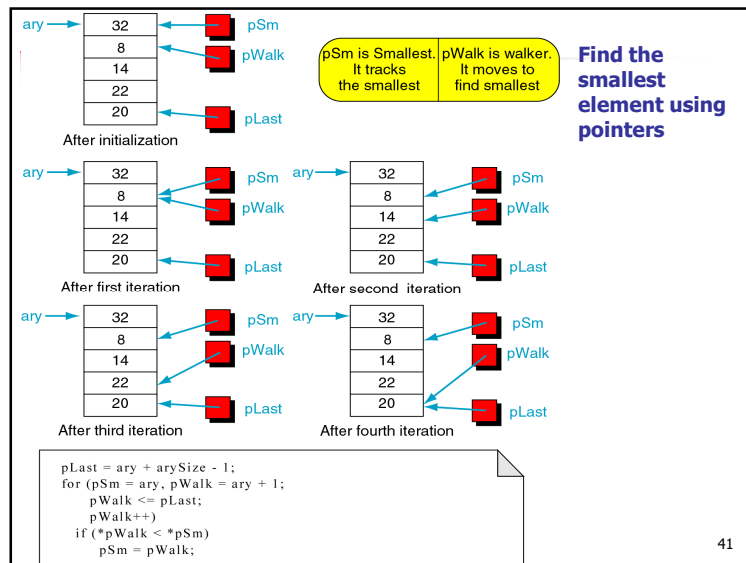 Find the
smallest
element using
pointers
pSm is Smallest.
It tracks
the smallest
pWalk is walker.
It moves to
find smallest
ary
32
8
14
22
20
pSm
pWalk
pLast
After initialization
ary
32
8
14
22
20
pSm
pWalk
pLast
After first iteration
ary
32
8
14
22
20
pSm
pWalk
pLast
After second iteration
ary
32
8
14
22
20
pSm
pWalk
pLast
After third iteration
ary
32
8
14
22
20
pSm
pWalk
pLast
After fourth iteration
pLast = ary + arySize - 1;
for (pSm = ary, pWalk = ary + 1;
pWalk <= pLast;
pWalk++)
if (*pWalk < *pSm)
pSm = pWalk;
41